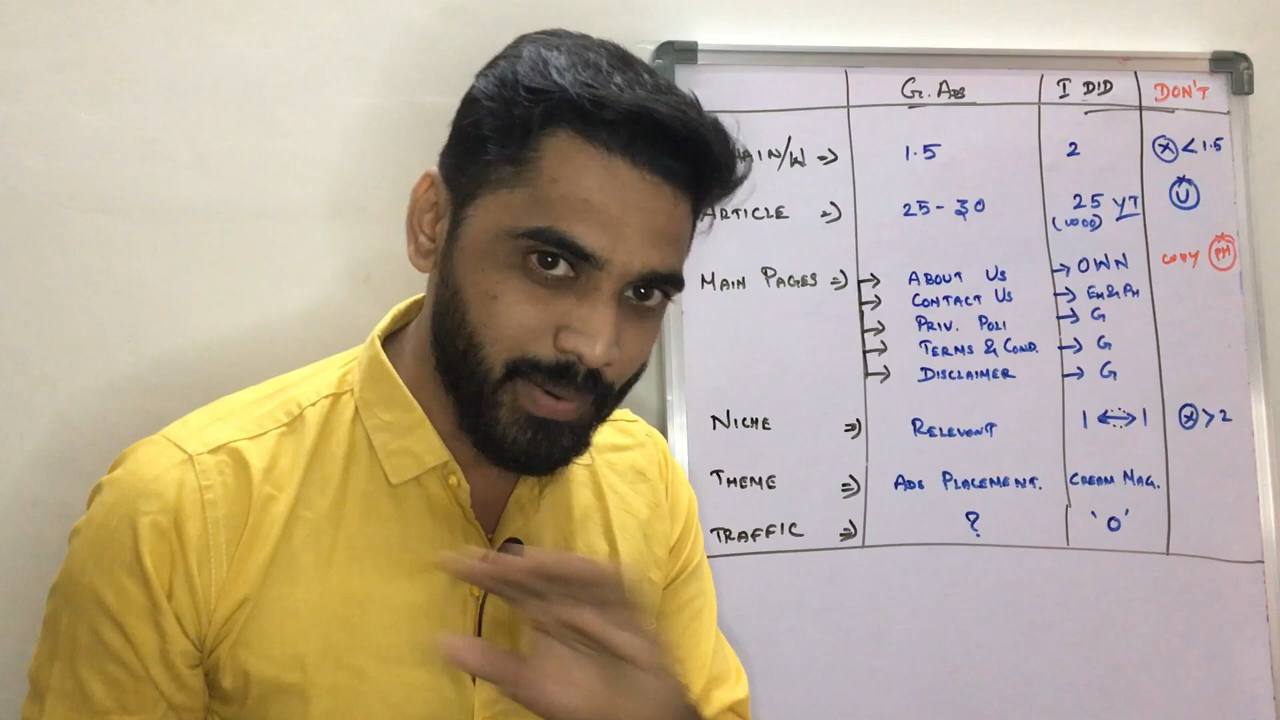 G. ADS I DID DON'T
AIN/W => 1.5 2 X < 1.5
ARTICLE => 25-30 25 YT U
(1000)
MAIN PAGES => → ABOUT US → OWN COPY PH
→ CONTACT US → EM & PH
→ PRIV. POLI → G
→ TERMS & COND. → G
→ DISCLAIMER → G
NICHE => RELEVENT 1 ↔ 1 X > 2
THEME => ADS PLACEMENT. CREAM MAG.
TRAFFIC => ? '0'